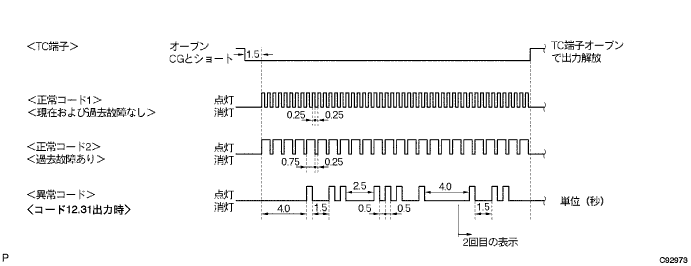 <TC端子>
オープン
CGとショート
1.5
TC端子オープン
で出力解放
<正常コード1>
<現在および過去故障なし>
点灯
消灯
0.25
0.25
<正常コード2>
<過去故障あり>
点灯
消灯
0.75
0.25
<異常コード>
<コード12.31出力時>
点灯
消灯
4.0
1.5
2.5
0.5
0.5
4.0
1.5
単位（秒）
2回目の表示
P
C92973